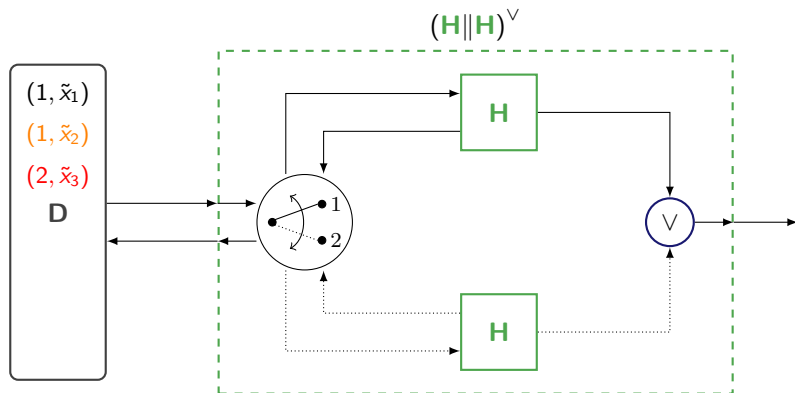 (𝐇‖𝐇)^∨
(1, x̃₁)
(1, x̃₂)
(2, x̃₃)
D
H
1
2
∨
H